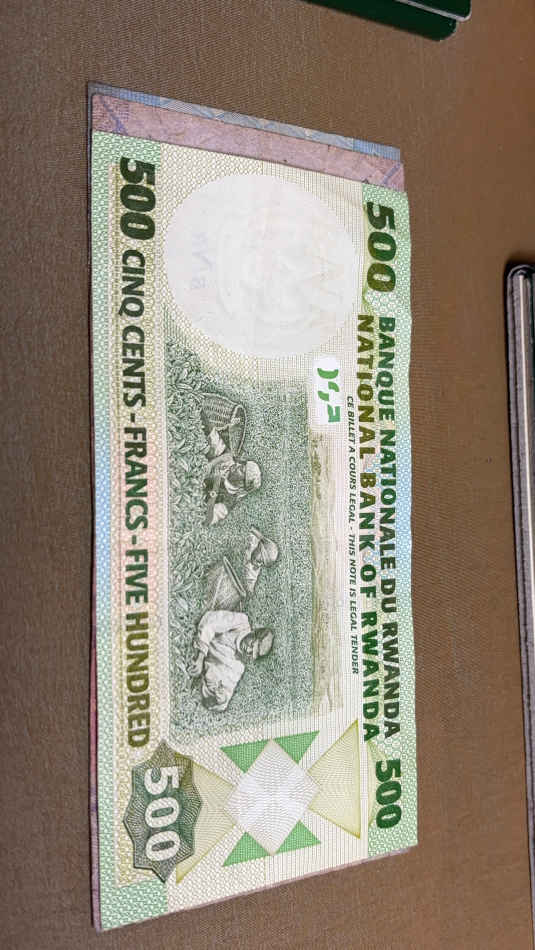 500 BANQUE NATIONALE DU RWANDA 500
NATIONAL BANK OF RWANDA
CE BILLET A COURS LEGAL - THIS NOTE IS LEGAL TENDER
500 CINQ CENTS - FRANCS - FIVE HUNDRED
500